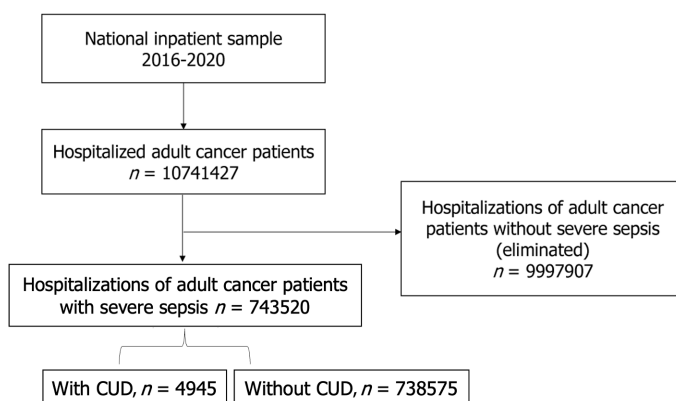 National inpatient sample
2016-2020
Hospitalized adult cancer patients
n = 10741427
Hospitalizations of adult cancer
patients without severe sepsis
(eliminated)
n = 9997907
Hospitalizations of adult cancer patients
with severe sepsis n = 743520
With CUD, n = 4945
Without CUD, n = 738575